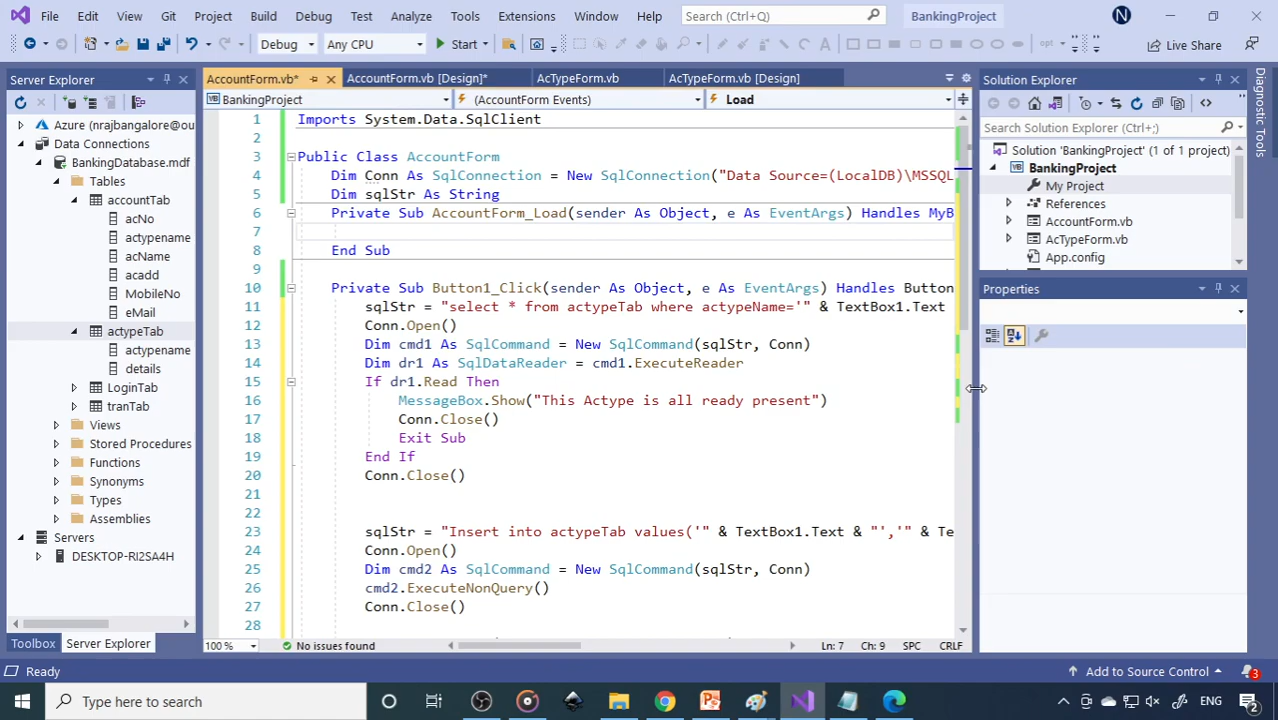 File Edit View Git Project Build Debug Test Analyze Tools Extensions Window Help Search (Ctrl+Q) BankingProject N
Debug Any CPU Start Live Share
Server Explorer
AccountForm.vb* AccountForm.vb [Design]* AcTypeForm.vb AcTypeForm.vb [Design]
BankingProject (AccountForm Events) Load
Azure (nrajbangalore@ou
Data Connections
BankingDatabase.mdf
Tables
accountTab
acNo
actypename
acName
acadd
MobileNo
eMail
actypeTab
actypename
details
LoginTab
tranTab
Views
Stored Procedures
Functions
Synonyms
Types
Assemblies
Servers
DESKTOP-RI2SA4H
Toolbox Server Explorer
1 Imports System.Data.SqlClient
2
3 Public Class AccountForm
4 Dim Conn As SqlConnection = New SqlConnection("Data Source=(LocalDB)\MSSQL
5 Dim sqlStr As String
6 Private Sub AccountForm_Load(sender As Object, e As EventArgs) Handles MyB
7
8 End Sub
9
10 Private Sub Button1_Click(sender As Object, e As EventArgs) Handles Button
11 sqlStr = "select * from actypeTab where actypeName='" & TextBox1.Text
12 Conn.Open()
13 Dim cmd1 As SqlCommand = New SqlCommand(sqlStr, Conn)
14 Dim dr1 As SqlDataReader = cmd1.ExecuteReader
15 If dr1.Read Then
16 MessageBox.Show("This Actype is all ready present")
17 Conn.Close()
18 Exit Sub
19 End If
20 Conn.Close()
21
22
23 sqlStr = "Insert into actypeTab values('" & TextBox1.Text & "','" & Te
24 Conn.Open()
25 Dim cmd2 As SqlCommand = New SqlCommand(sqlStr, Conn)
26 cmd2.ExecuteNonQuery()
27 Conn.Close()
28
100 % No issues found Ln: 7 Ch: 9 SPC CRLF
Solution Explorer
Search Solution Explorer (Ctrl+;)
Solution 'BankingProject' (1 of 1 project)
BankingProject
My Project
References
AccountForm.vb
AcTypeForm.vb
App.config
Properties
Diagnostic Tools
Ready Add to Source Control 3
Type here to search ENG 2